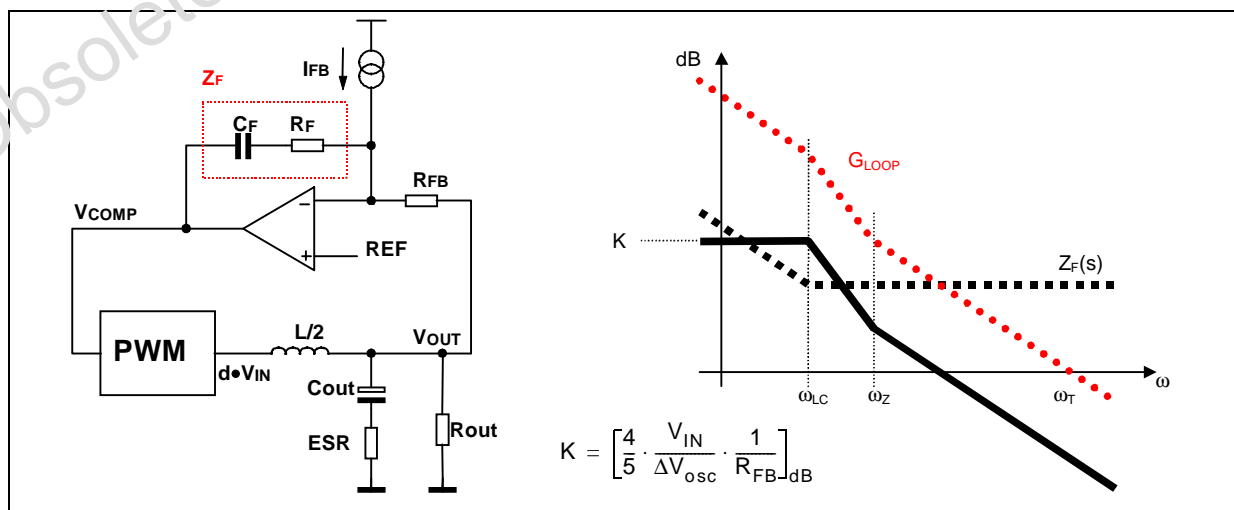 obsolete
ZF
CF
RF
IFB
RFB
VCOMP
−
+
REF
PWM
d•VIN
L/2
VOUT
Cout
ESR
Rout
dB
K
GLOOP
ZF(s)
ωLC
ωZ
ωT
ω
K = [4/5 · VIN/ΔVosc · 1/RFB]dB